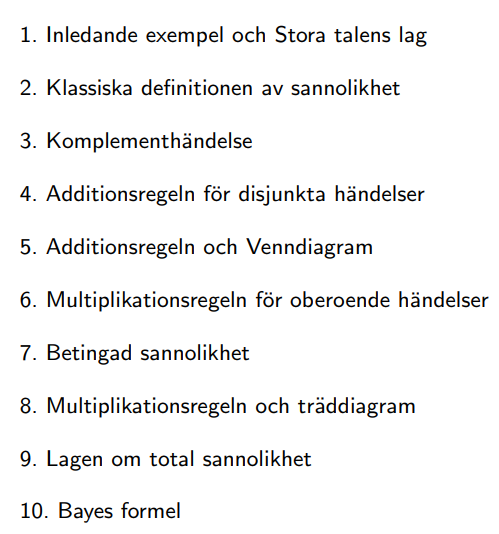 1. Inledande exempel och Stora talens lag
2. Klassiska definitionen av sannolikhet
3. Komplementhändelse
4. Additionsregeln för disjunkta händelser
5. Additionsregeln och Venndiagram
6. Multiplikationsregeln för oberoende händelser
7. Betingad sannolikhet
8. Multiplikationsregeln och träddiagram
9. Lagen om total sannolikhet
10. Bayes formel